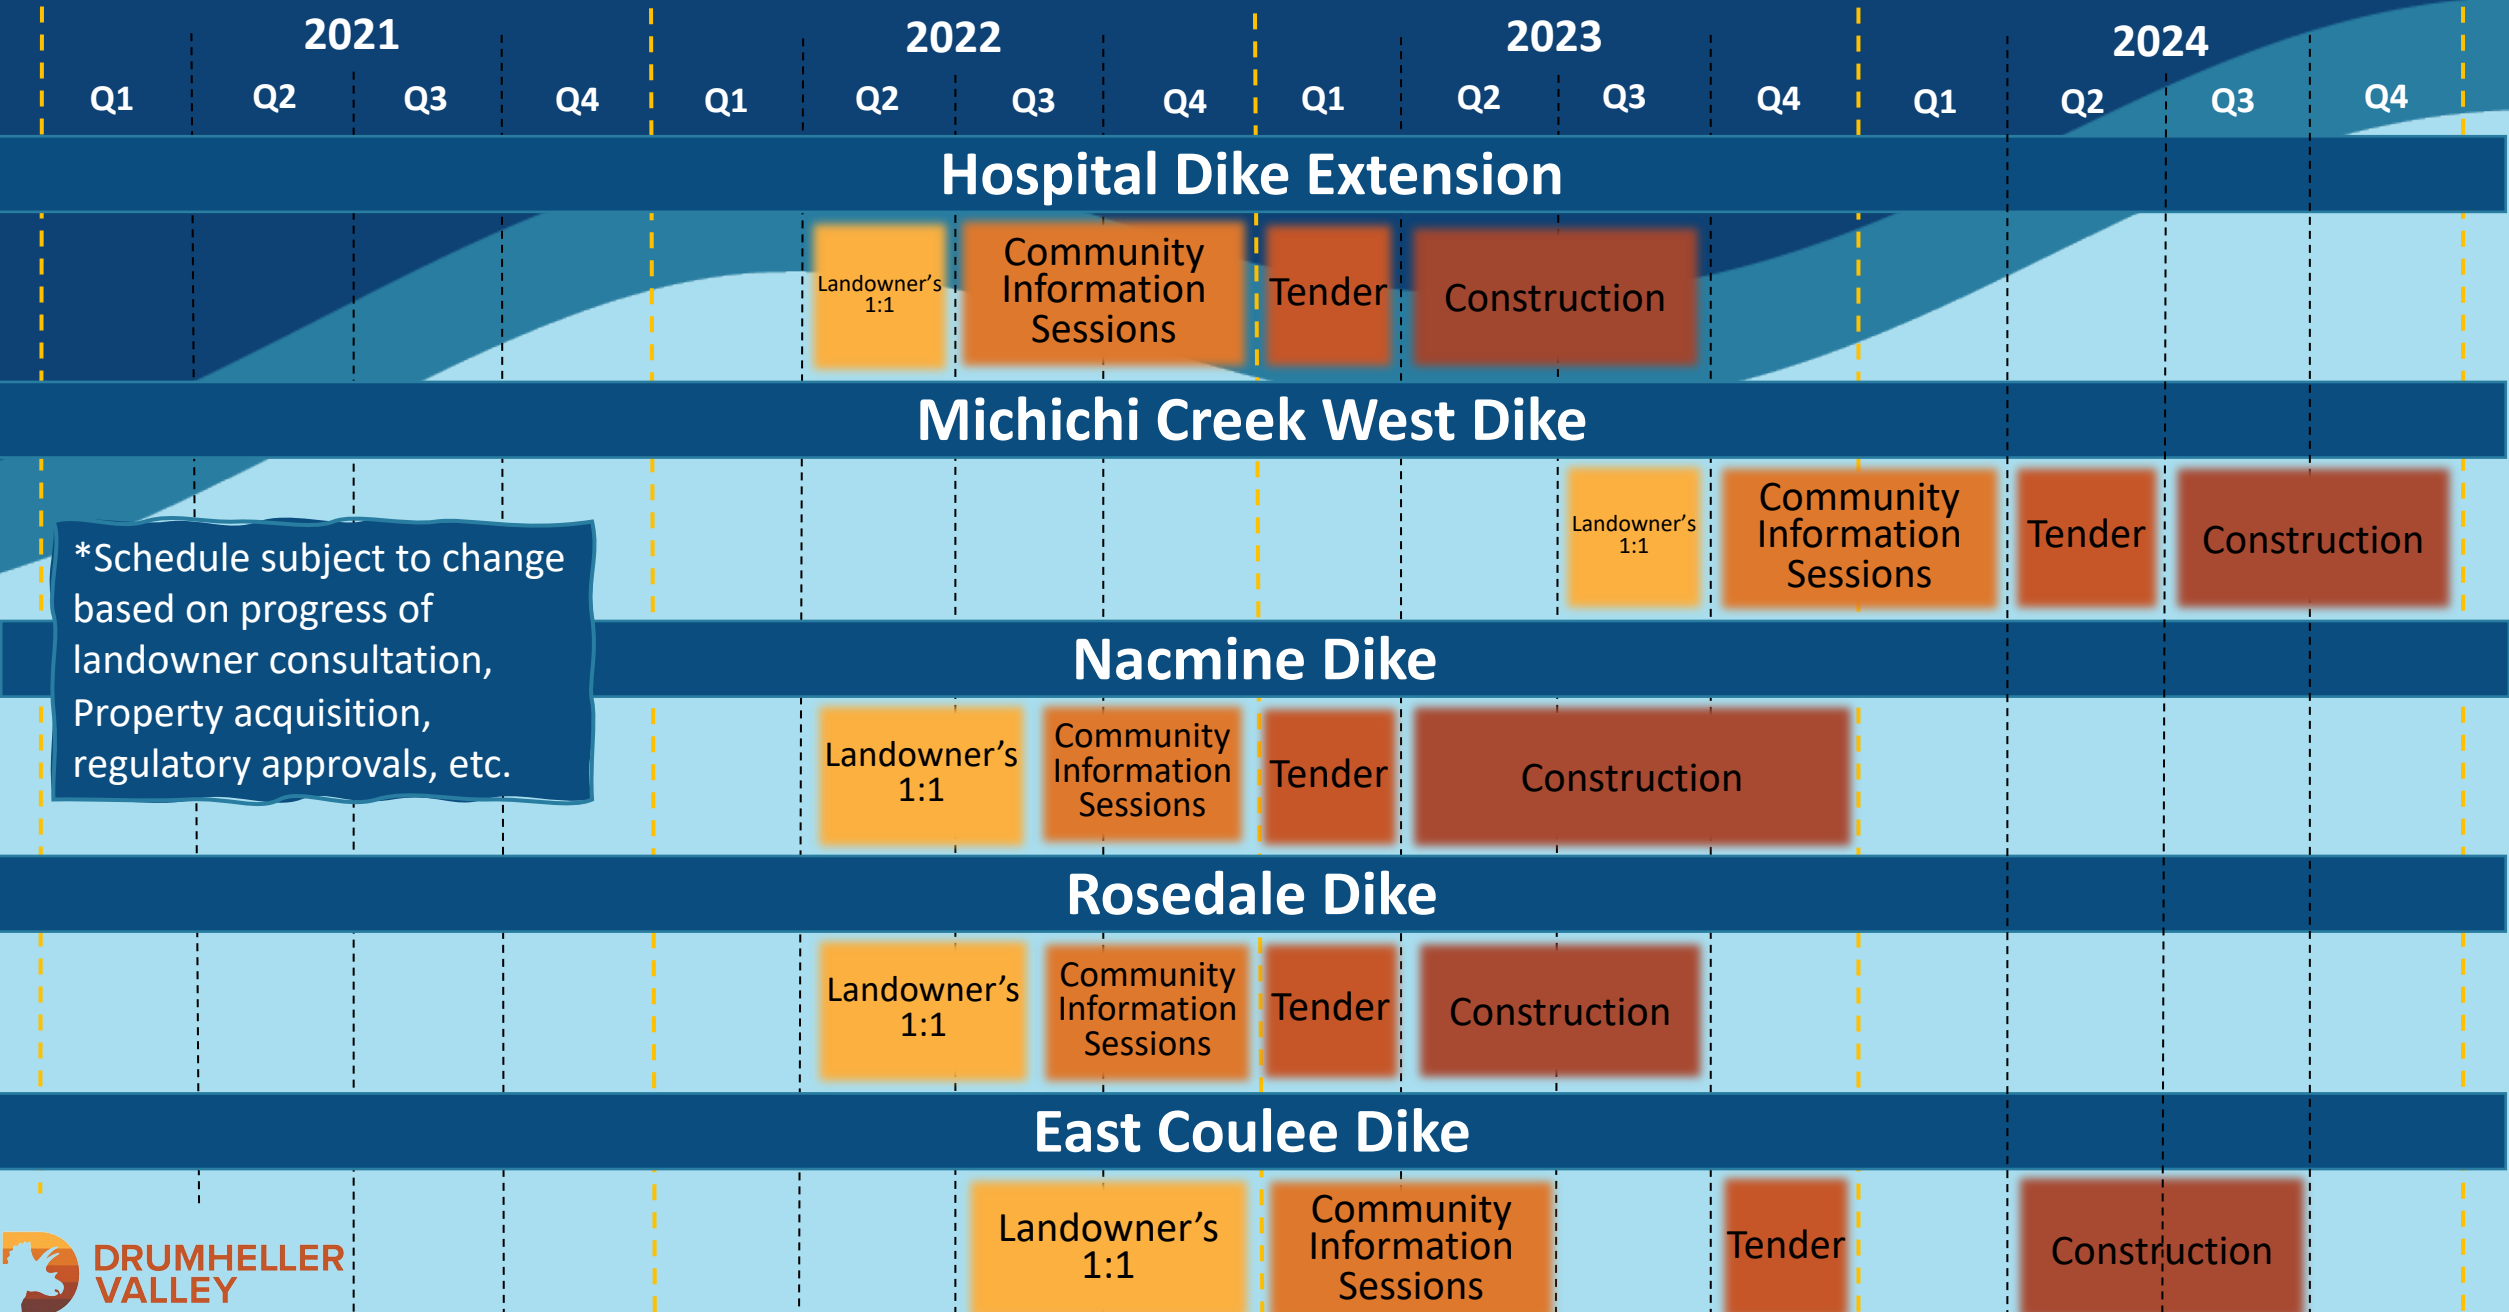 2021 2022 2023 2024
Q1 Q2 Q3 Q4 Q1 Q2 Q3 Q4 Q1 Q2 Q3 Q4 Q1 Q2 Q3 Q4
Hospital Dike Extension
Landowner’s
1:1
Community
Information
Sessions
Tender
Construction
Michichi Creek West Dike
Landowner’s
1:1
Community
Information
Sessions
Tender
Construction
*Schedule subject to change
based on progress of
landowner consultation,
Property acquisition,
regulatory approvals, etc.
Nacmine Dike
Landowner’s
1:1
Community
Information
Sessions
Tender
Construction
Rosedale Dike
Landowner’s
1:1
Community
Information
Sessions
Tender
Construction
East Coulee Dike
Landowner’s
1:1
Community
Information
Sessions
Tender
Construction
DRUMHELLER
VALLEY